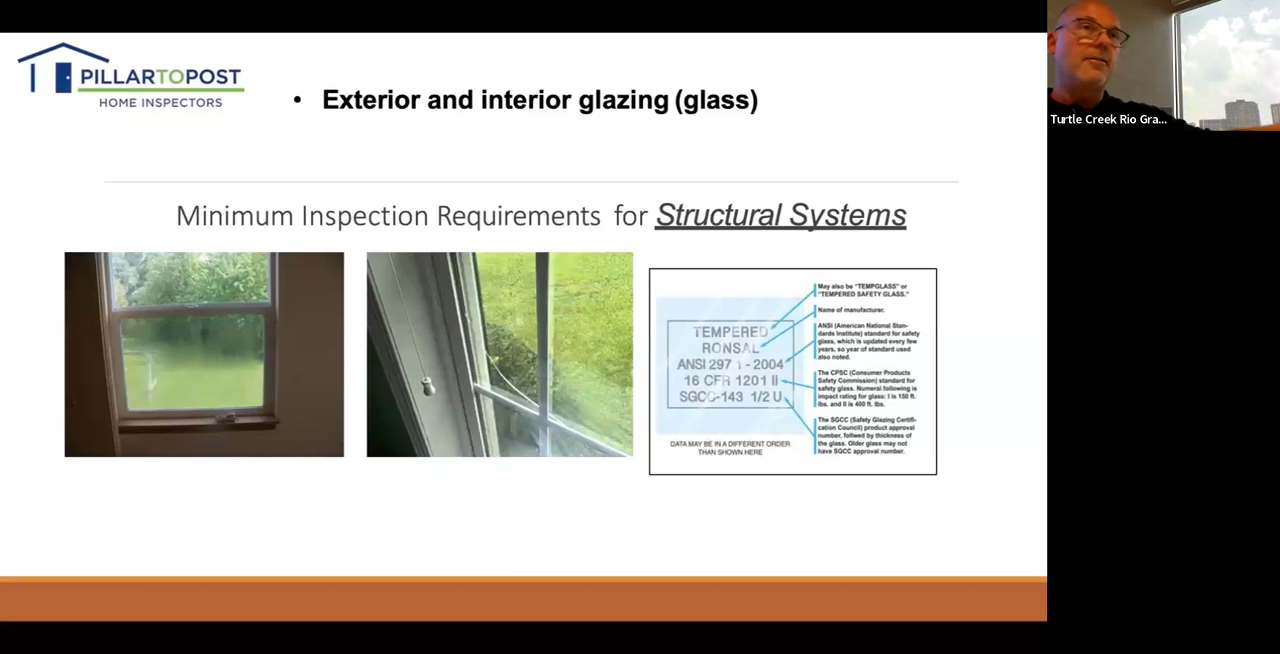 PILLARTOPOST
HOME INSPECTORS
• Exterior and interior glazing (glass)
Turtle Creek Rio Gra...
Minimum Inspection Requirements for Structural Systems
TEMPERED
RONSAL
ANSI 297 1 - 2004
16 CFR 1201 II
SGCC-143 1/2 U
DATA MAY BE IN A DIFFERENT ORDER
THAN SHOWN HERE
May also be "TEMPGLASS" or
"TEMPERED SAFETY GLASS."
Name of manufacturer.
ANSI (American National Stan-
dards Institute) standard for safety
glass, which is updated every few
years, so year of standard used
also noted.
The CPSC (Consumer Products
Safety Commission) standard for
safety glass. Numeral following is
impact rating for glass: I is 150 ft.
lbs. and II is 400 ft. lbs.
The SGCC (Safety Glazing Certifi-
cation Council) product approval
number, follwed by thickness of
the glass. Older glass may not
have SGCC approval number.